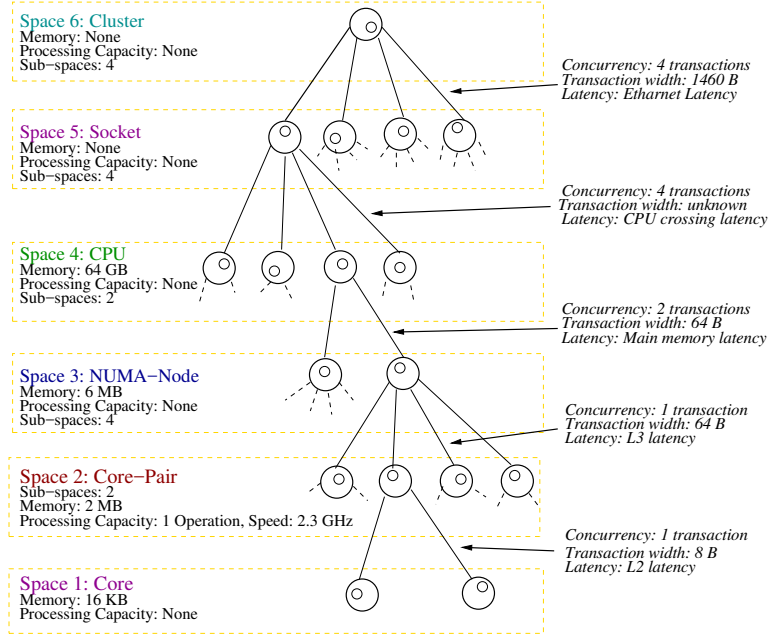 Space 6: Cluster
Memory: None
Processing Capacity: None
Sub-spaces: 4
Concurrency: 4 transactions
Transaction width: 1460 B
Latency: Etharnet Latency
Space 5: Socket
Memory: None
Processing Capacity: None
Sub-spaces: 4
Concurrency: 4 transactions
Transaction width: unknown
Latency: CPU crossing latency
Space 4: CPU
Memory: 64 GB
Processing Capacity: None
Sub-spaces: 2
Concurrency: 2 transactions
Transaction width: 64 B
Latency: Main memory latency
Space 3: NUMA−Node
Memory: 6 MB
Processing Capacity: None
Sub-spaces: 4
Concurrency: 1 transaction
Transaction width: 64 B
Latency: L3 latency
Space 2: Core−Pair
Sub-spaces: 2
Memory: 2 MB
Processing Capacity: 1 Operation, Speed: 2.3 GHz
Concurrency: 1 transaction
Transaction width: 8 B
Latency: L2 latency
Space 1: Core
Memory: 16 KB
Processing Capacity: None